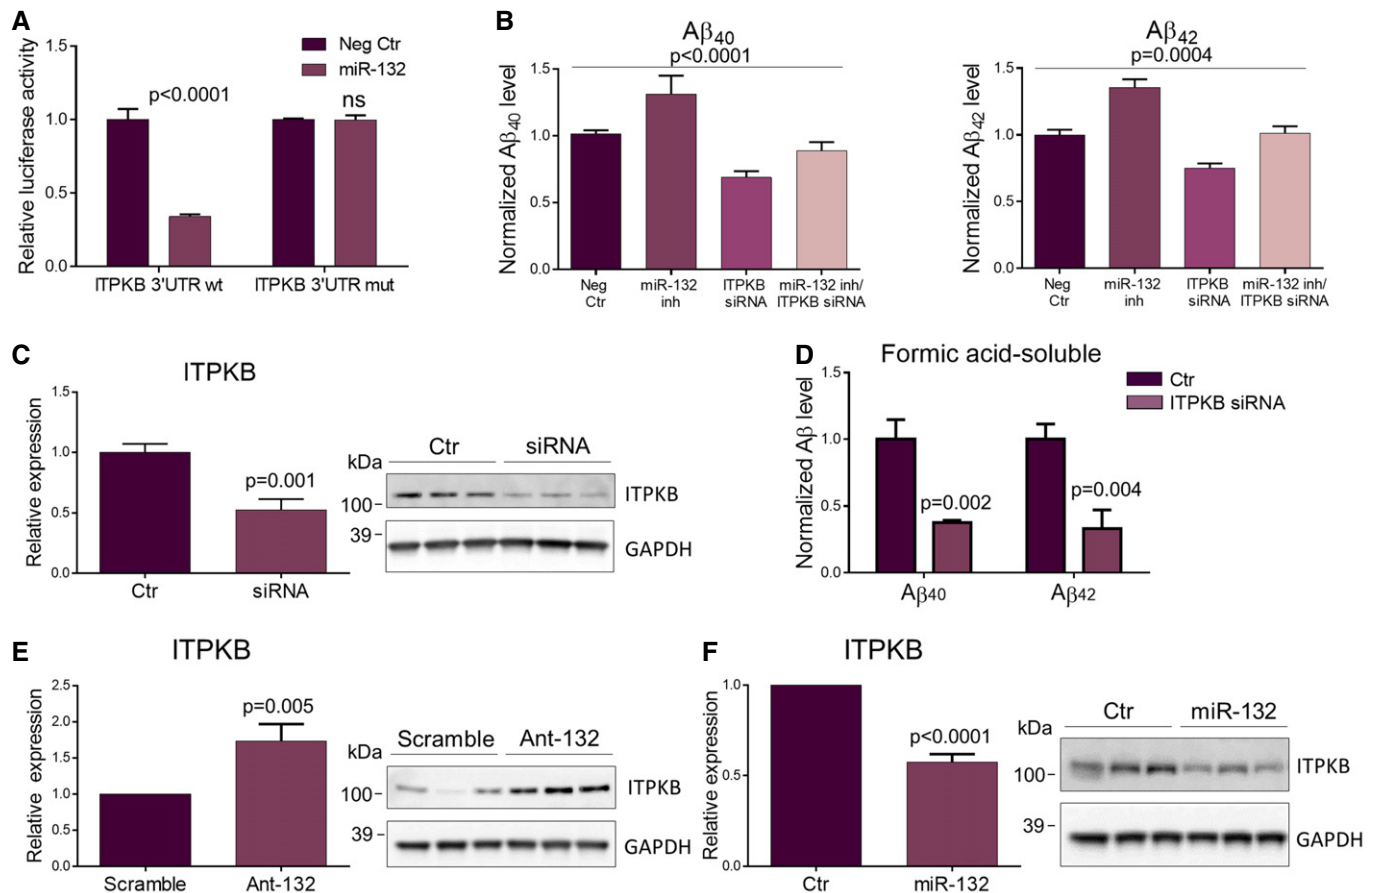 A
Relative luciferase activity
1.5
1.0
0.5
0.0
Neg Ctr
miR-132
p<0.0001
ns
ITPKB 3'UTR wt
ITPKB 3'UTR mut
B
Aβ40
p<0.0001
Normalized Aβ40 level
1.5
1.0
0.5
0.0
Neg Ctr
miR-132 inh
ITPKB siRNA
miR-132 inh/ ITPKB siRNA
Aβ42
p=0.0004
Normalized Aβ42 level
1.5
1.0
0.5
0.0
Neg Ctr
miR-132 inh
ITPKB siRNA
miR-132 inh/ ITPKB siRNA
C
ITPKB
Relative expression
1.5
1.0
0.5
0.0
p=0.001
Ctr
siRNA
kDa
Ctr
siRNA
100
ITPKB
39
GAPDH
D
Formic acid-soluble
Normalized Aβ level
1.5
1.0
0.5
0.0
Ctr
ITPKB siRNA
p=0.002
p=0.004
Aβ40
Aβ42
E
ITPKB
Relative expression
2.5
2.0
1.5
1.0
0.5
0.0
p=0.005
Scramble
Ant-132
kDa
Scramble
Ant-132
100
ITPKB
39
GAPDH
F
ITPKB
Relative expression
1.0
0.5
0.0
p<0.0001
Ctr
miR-132
kDa
Ctr
miR-132
100
ITPKB
39
GAPDH